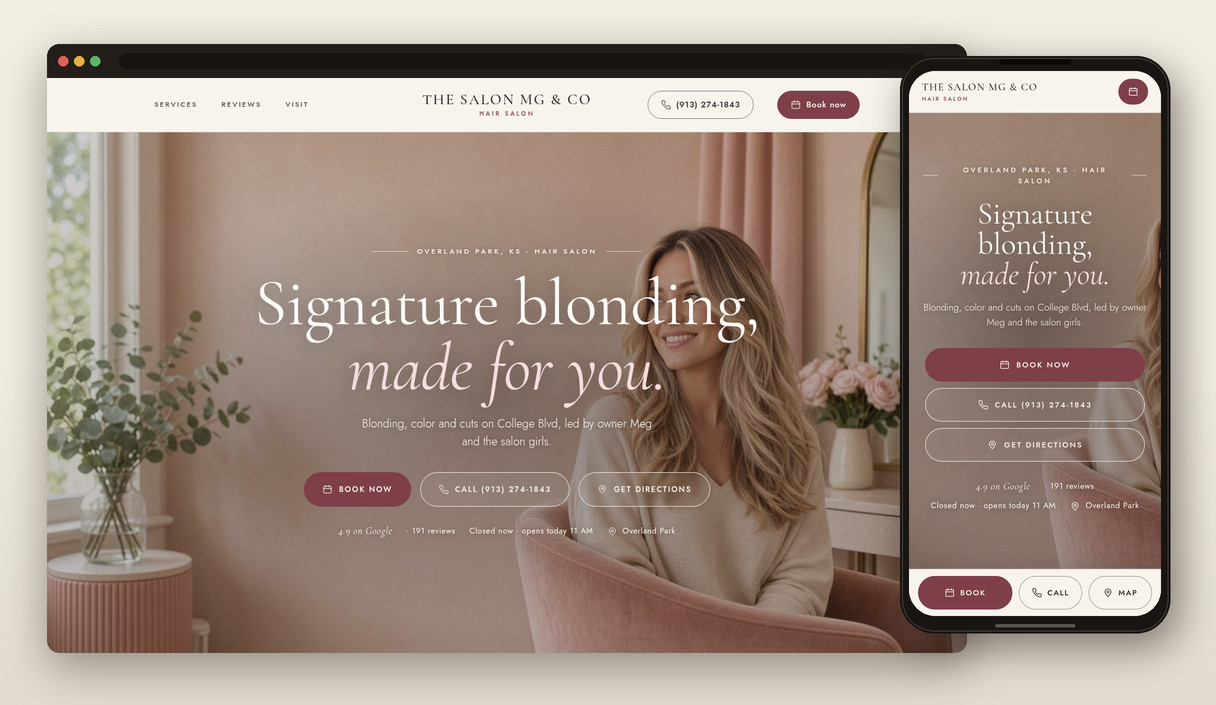 SERVICES
REVIEWS
VISIT
THE SALON MG & CO
HAIR SALON
(913) 274-1843
Book now
OVERLAND PARK, KS · HAIR SALON
Signature blonding,
made for you.
Blonding, color and cuts on College Blvd, led by owner Meg
and the salon girls.
BOOK NOW
CALL (913) 274-1843
GET DIRECTIONS
4.9 on Google · 191 reviews Closed now · opens today 11 AM Overland Park
THE SALON MG & CO
HAIR SALON
OVERLAND PARK, KS · HAIR
SALON
Signature
blonding,
made for you.
Blonding, color and cuts on College Blvd, led by owner
Meg and the salon girls.
BOOK NOW
CALL (913) 274-1843
GET DIRECTIONS
4.9 on Google · 191 reviews
Closed now · opens today 11 AM Overland Park
BOOK
CALL
MAP